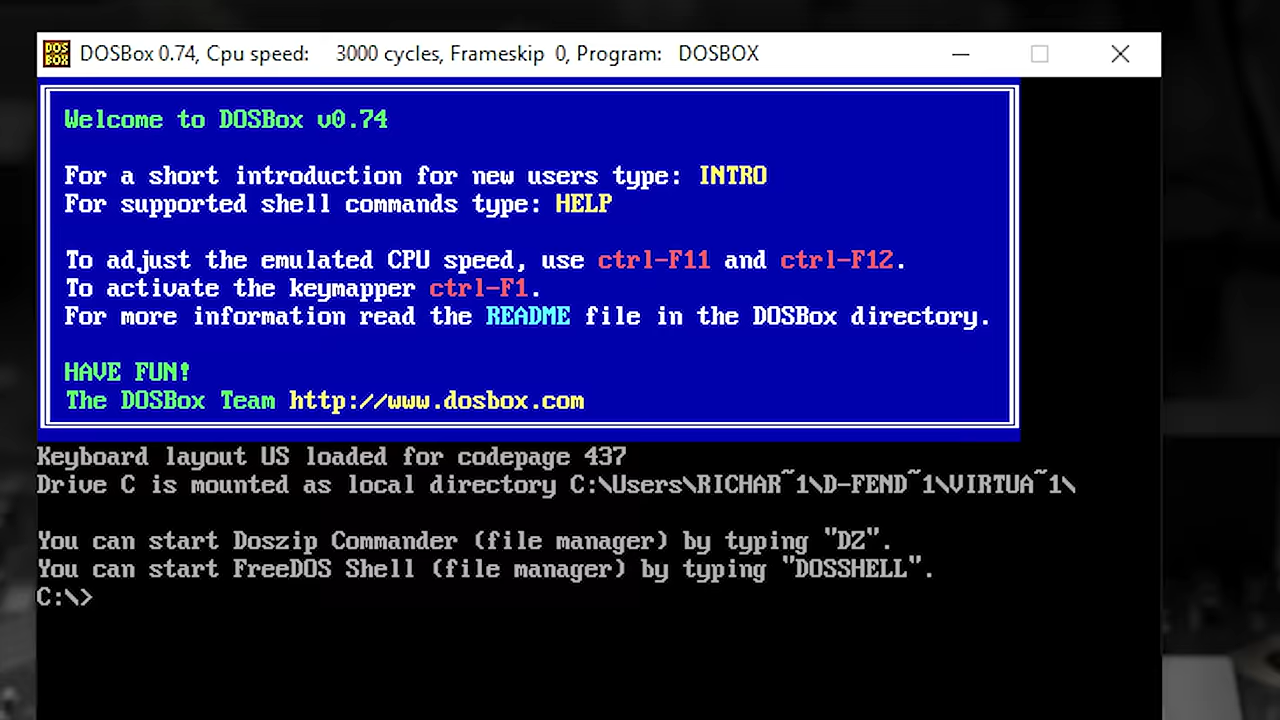 DOSBox 0.74, Cpu speed: 3000 cycles, Frameskip 0, Program: DOSBOX
Welcome to DOSBox v0.74
For a short introduction for new users type: INTRO
For supported shell commands type: HELP
To adjust the emulated CPU speed, use ctrl-F11 and ctrl-F12.
To activate the keymapper ctrl-F1.
For more information read the README file in the DOSBox directory.
HAVE FUN!
The DOSBox Team http://www.dosbox.com
Keyboard layout US loaded for codepage 437
Drive C is mounted as local directory C:\Users\RICHAR~1\D-FEND~1\VIRTUA~1\
You can start Doszip Commander (file manager) by typing "DZ".
You can start FreeDOS Shell (file manager) by typing "DOSSHELL".
C:\>